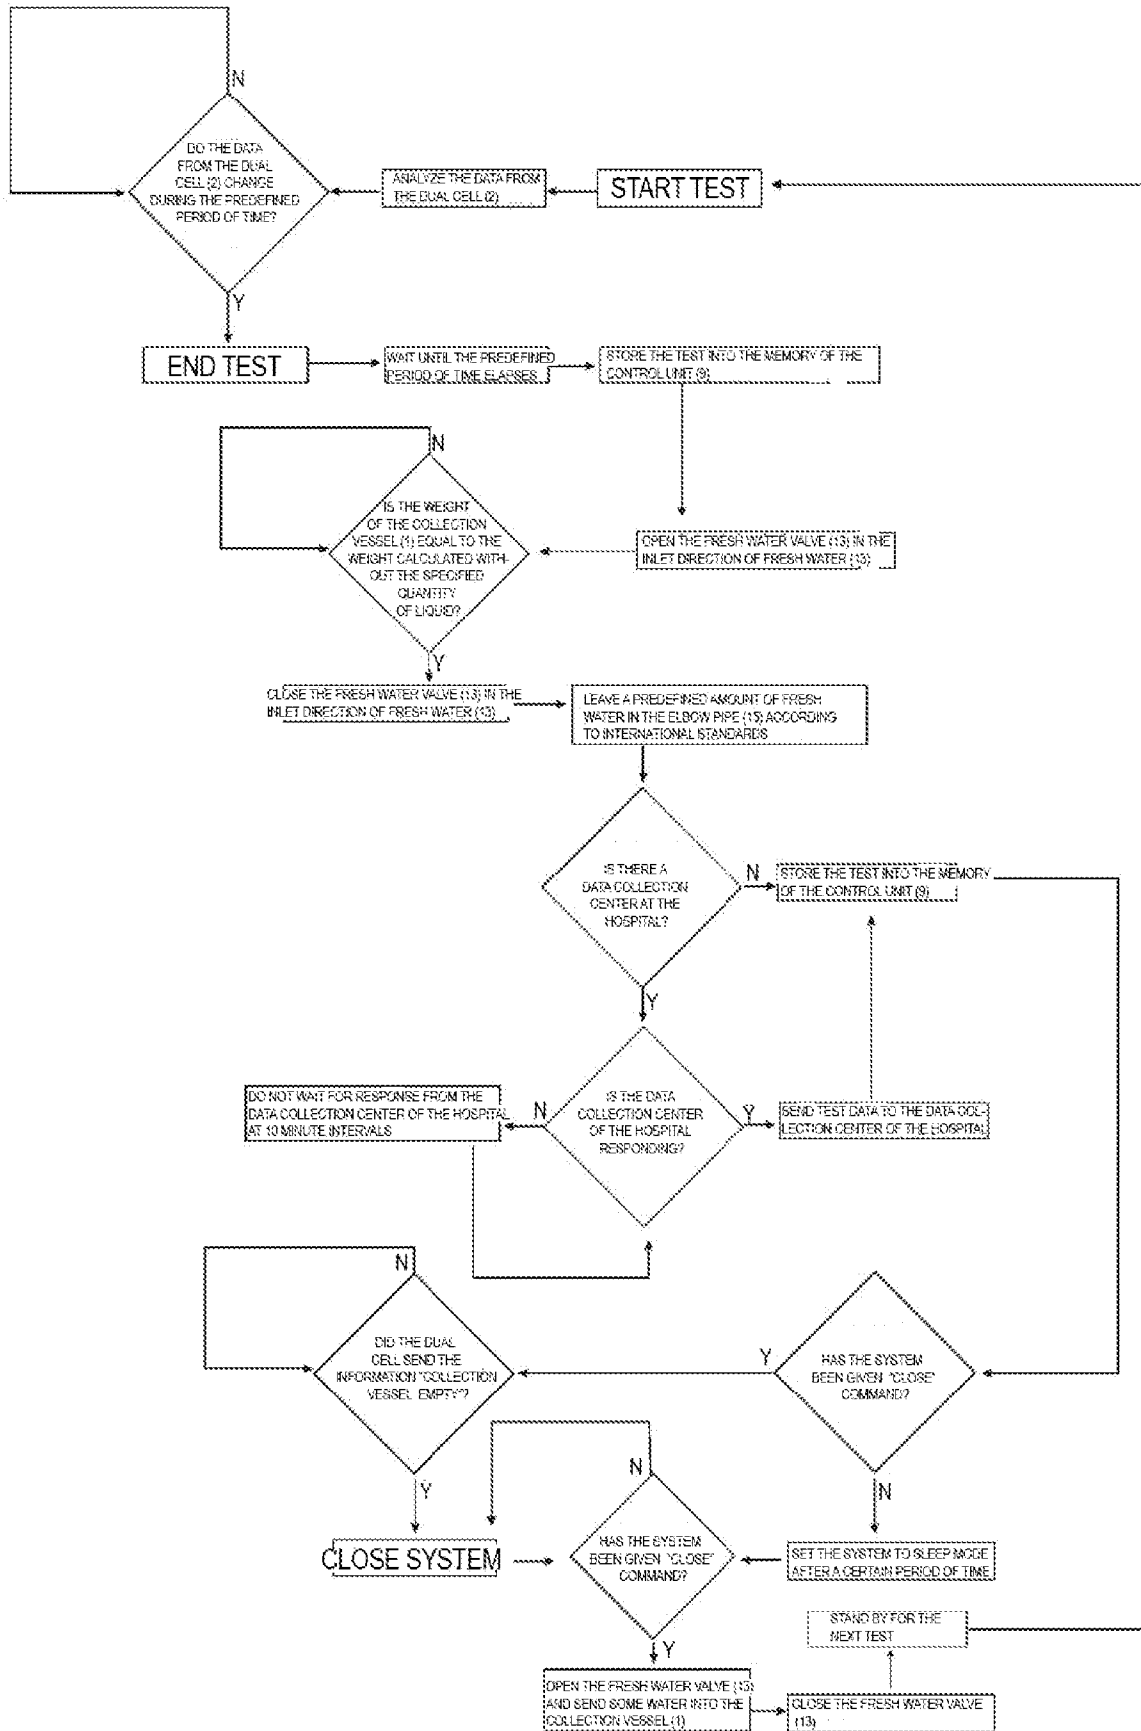 N
DO THE DATA
FROM THE DUAL
CELL (2) CHANGE
DURING THE PREDEFINED
PERIOD OF TIME?
ANALYZE THE DATA FROM
THE DUAL CELL (2)
START TEST
Y
END TEST
WAIT UNTIL THE PREDEFINED
PERIOD OF TIME ELAPSES
STORE THE TEST INTO THE MEMORY OF THE
CONTROL UNIT (9)
N
IS THE WEIGHT
OF THE COLLECTION
VESSEL (1) EQUAL TO THE
WEIGHT CALCULATED WITH-
OUT THE SPECIFIED
QUANTITY
OF LIQUID?
OPEN THE FRESH WATER VALVE (13) IN THE
INLET DIRECTION OF FRESH WATER (13)
Y
CLOSE THE FRESH WATER VALVE (13) IN THE
INLET DIRECTION OF FRESH WATER (13)
LEAVE A PREDEFINED AMOUNT OF FRESH
WATER IN THE ELBOW PIPE (15) ACCORDING
TO INTERNATIONAL STANDARDS
IS THERE A
DATA COLLECTION
CENTER AT THE
HOSPITAL?
N
STORE THE TEST INTO THE MEMORY
OF THE CONTROL UNIT (9)
Y
DO NOT WAIT FOR RESPONSE FROM THE
DATA COLLECTION CENTER OF THE HOSPITAL
AT 10 MINUTE INTERVALS
N
IS THE DATA
COLLECTION CENTER
OF THE HOSPITAL
RESPONDING?
Y
SEND TEST DATA TO THE DATA COL-
LECTION CENTER OF THE HOSPITAL
N
DID THE DUAL
CELL SEND THE
INFORMATION "COLLECTION
VESSEL EMPTY"?
Y
HAS THE SYSTEM
BEEN GIVEN "CLOSE"
COMMAND?
Y
N
N
CLOSE SYSTEM
HAS THE SYSTEM
BEEN GIVEN "CLOSE"
COMMAND?
SET THE SYSTEM TO SLEEP MODE
AFTER A CERTAIN PERIOD OF TIME
STAND BY FOR THE
NEXT TEST
Y
OPEN THE FRESH WATER VALVE (13)
AND SEND SOME WATER INTO THE
COLLECTION VESSEL (1)
CLOSE THE FRESH WATER VALVE
(13)